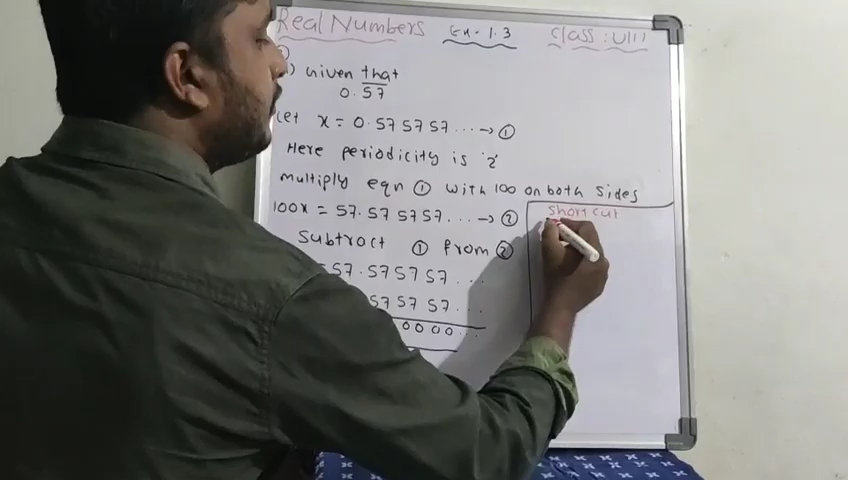 Real Numbers Ex - 1.3 Class : VIII
) Given that
0.57
Let x = 0.57 57 57 ... → ①
Here periodicity is '2'
multiply eqn ① with 100 on both sides
100x = 57.57 57 57 ... → ②
short cut
Subtract ① from ②
= 57.57 57 57 ...
57 57 57 ...
0000 ...